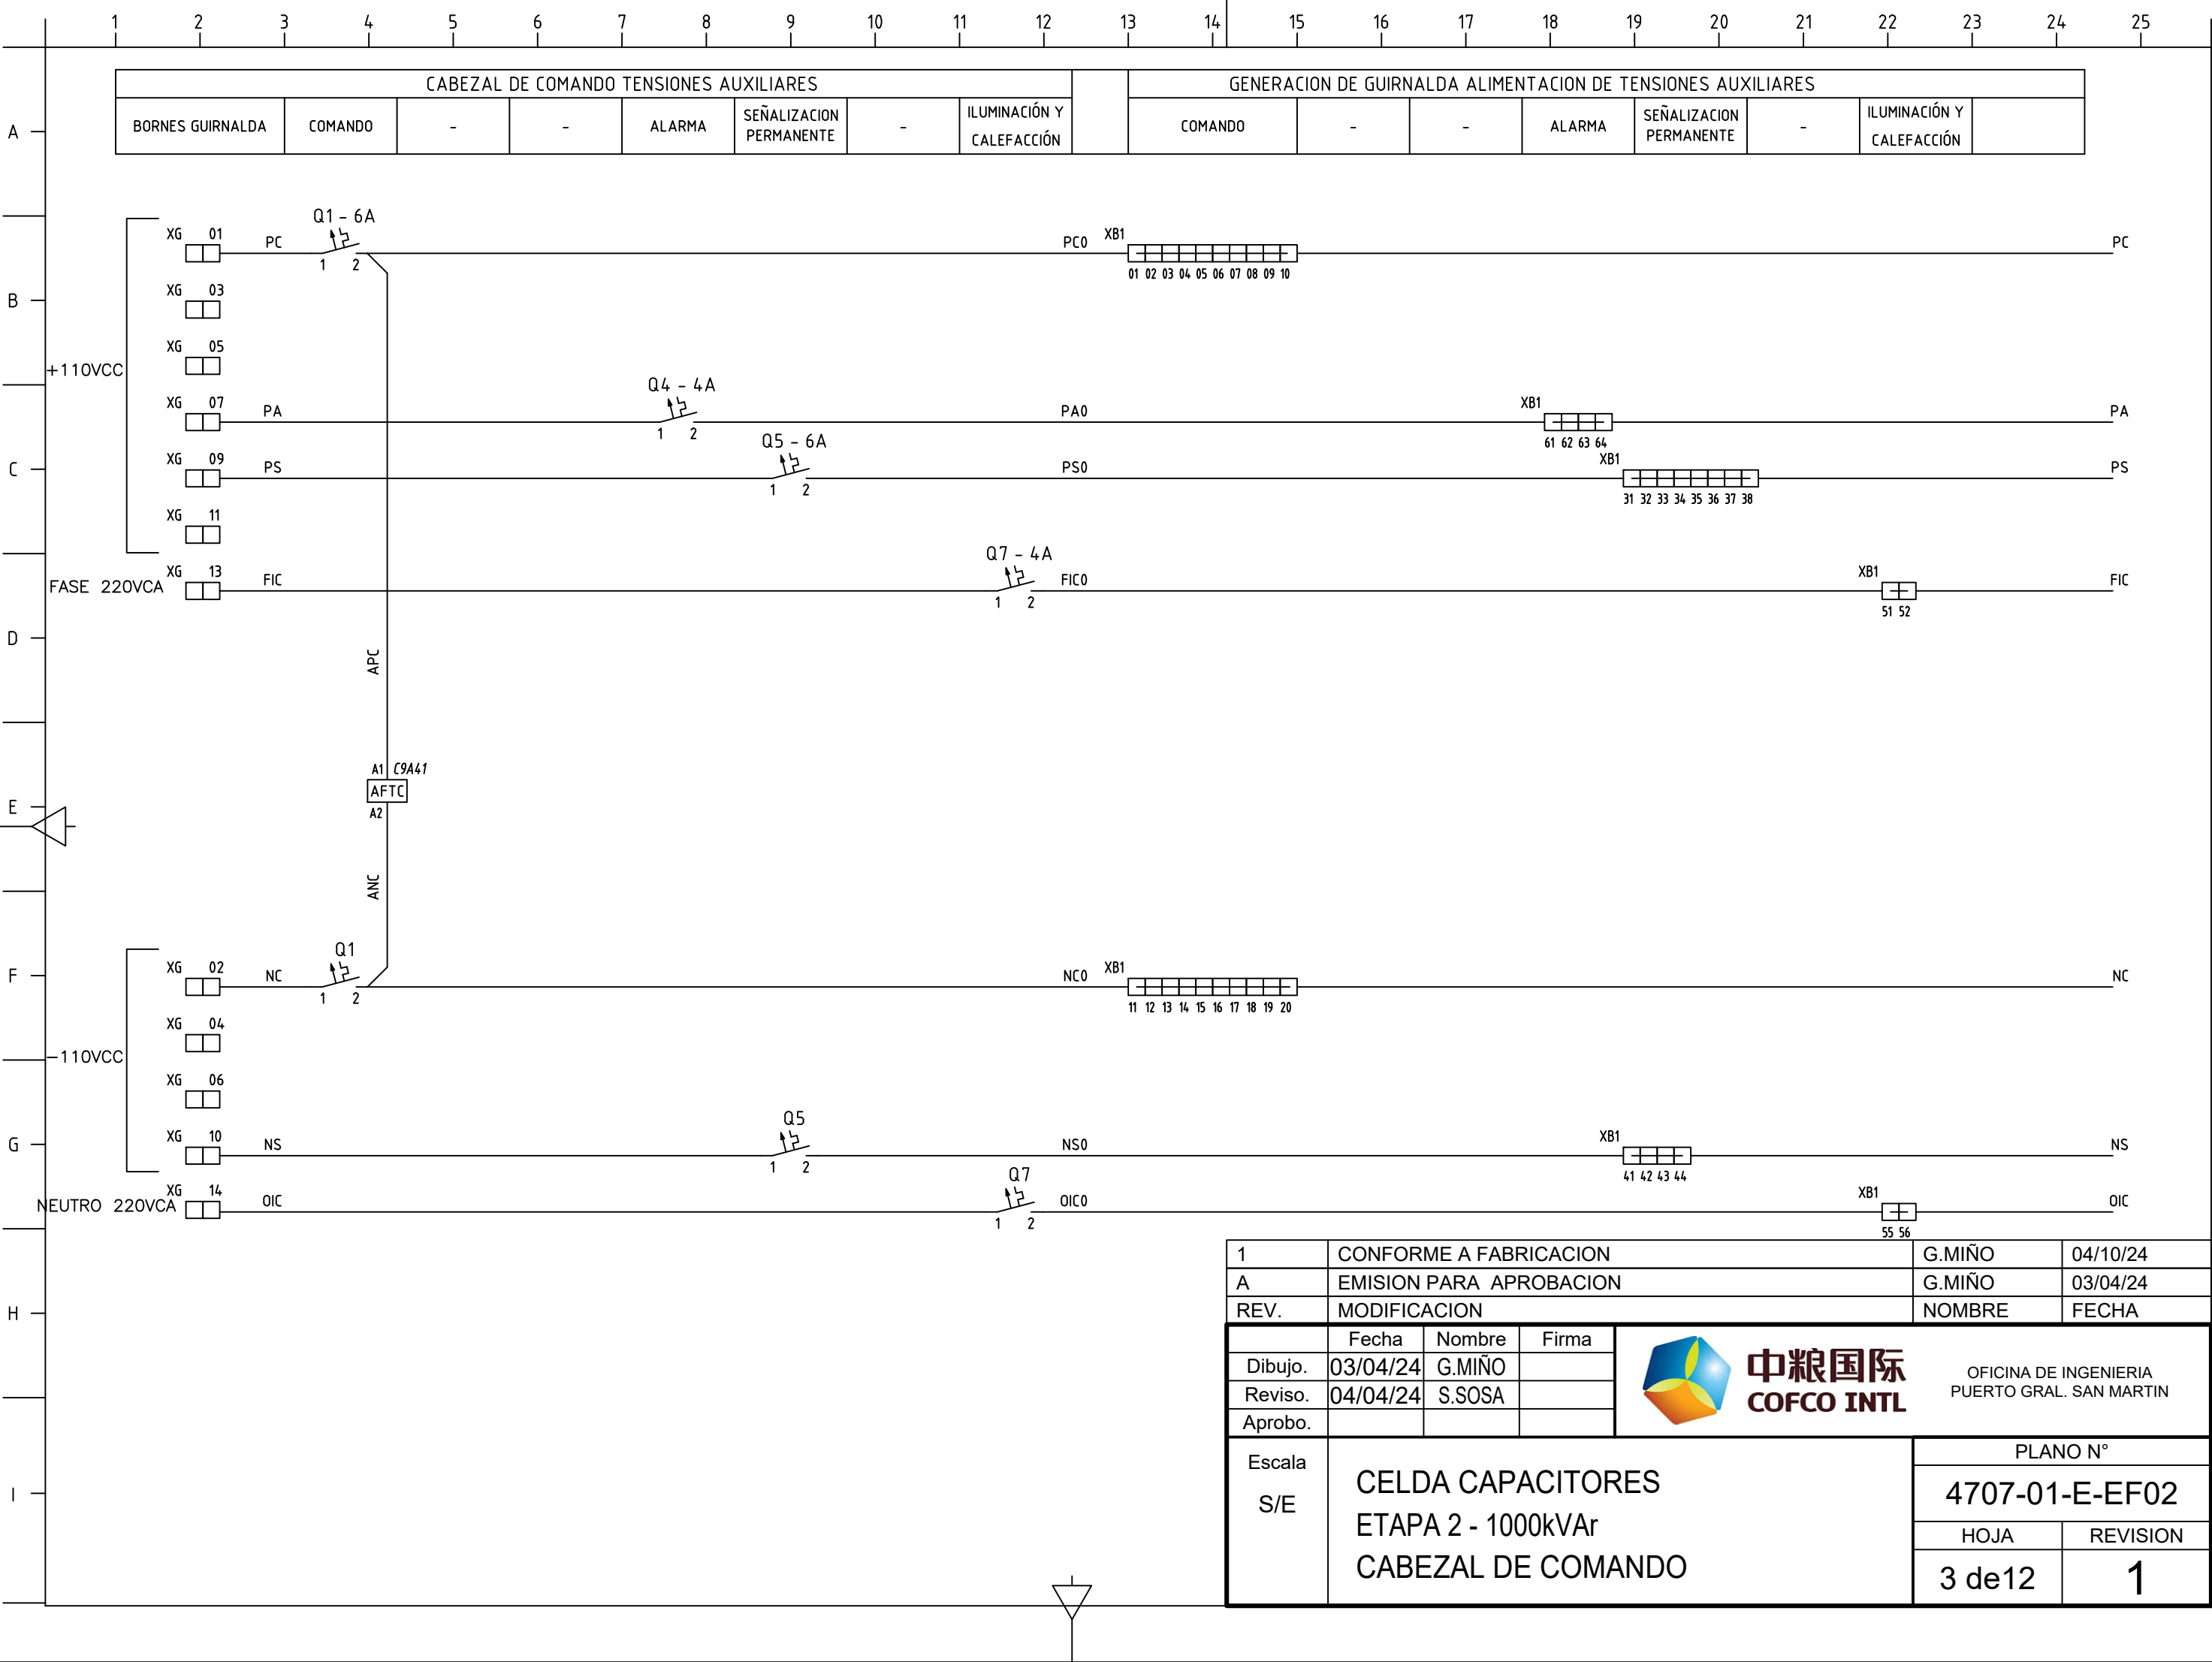 1 2 3 4 5 6 7 8 9 10 11 12 13 14 15 16 17 18 19 20 21 22 23 24 25
CABEZAL DE COMANDO TENSIONES AUXILIARES
GENERACION DE GUIRNALDA ALIMENTACION DE TENSIONES AUXILIARES
A
BORNES GUIRNALDA
COMANDO
-
-
ALARMA
SEÑALIZACION
PERMANENTE
-
ILUMINACIÓN Y
CALEFACCIÓN
COMANDO
-
-
ALARMA
SEÑALIZACION
PERMANENTE
-
ILUMINACIÓN Y
CALEFACCIÓN
Q1 - 6A
XG 01 PC 1 2 PC0 XB1 PC
01 02 03 04 05 06 07 08 09 10
B
XG 03
XG 05
+110VCC
Q4 - 4A
XG 07 PA 1 2 PA0 XB1 PA
61 62 63 64
Q5 - 6A
C
XG 09 PS 1 2 PS0 XB1 PS
31 32 33 34 35 36 37 38
XG 11
Q7 - 4A
FASE 220VCA
XG 13 FIC 1 2 FIC0 XB1 FIC
51 52
D
APC
A1 C9A41
AFTC
A2
E
ANC
Q1
F
XG 02 NC 1 2 NC0 XB1 NC
11 12 13 14 15 16 17 18 19 20
XG 04
-110VCC
XG 06
Q5
G
XG 10 NS 1 2 NS0 XB1 NS
41 42 43 44
Q7
NEUTRO 220VCA
XG 14 OIC 1 2 OIC0 XB1 OIC
55 56
1 CONFORME A FABRICACION G.MIÑO 04/10/24
A EMISION PARA APROBACION G.MIÑO 03/04/24
H
REV. MODIFICACION NOMBRE FECHA
Fecha Nombre Firma
Dibujo. 03/04/24 G.MIÑO
Reviso. 04/04/24 S.SOSA
Aprobo.
中粮国际
COFCO INTL
OFICINA DE INGENIERIA
PUERTO GRAL. SAN MARTIN
I
Escala
S/E
CELDA CAPACITORES
ETAPA 2 - 1000kVAr
CABEZAL DE COMANDO
PLANO N°
4707-01-E-EF02
HOJA REVISION
3 de12 1